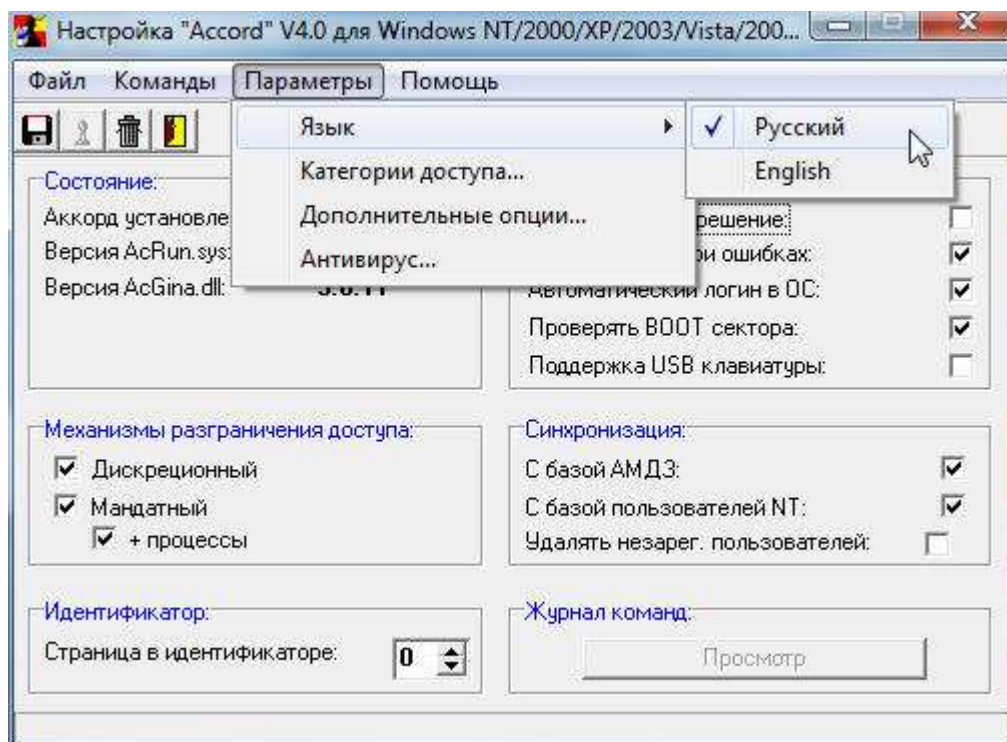 Настройка "Accord" V4.0 для Windows NT/2000/XP/2003/Vista/200...
Файл Команды Параметры Помощь
Язык
Русский
Категории доступа...
English
Дополнительные опции...
Антивирус...
Состояние:
Аккорд установле
решение:
Версия AcRun.sys:
ри ошибках:
Версия AcGina.dll:
Автоматический логин в ОС:
Проверять BOOT сектора:
Поддержка USB клавиатуры:
Механизмы разграничения доступа:
Дискреционный
Мандатный
+ процессы
Синхронизация:
С базой АМДЗ:
С базой пользователей NT:
Удалять незарег. пользователей:
Идентификатор:
Страница в идентификаторе: 0
Журнал команд:
Просмотр